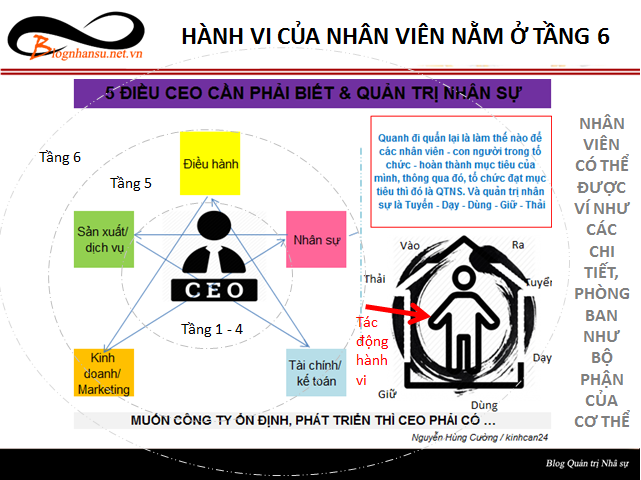 Blognhansu.net.vn
HÀNH VI CỦA NHÂN VIÊN NẰM Ở TẦNG 6
5 ĐIỀU CEO CẦN PHẢI BIẾT & QUẢN TRỊ NHÂN SỰ
Tầng 6
Tầng 5
Điều hành
Sản xuất/
dịch vụ
Nhân sự
CEO
Tầng 1 - 4
Kinh
doanh/
Marketing
Tài chính/
kế toán
Quanh đi quẩn lại là làm thế nào để
các nhân viên - con người trong tổ
chức - hoàn thành mục tiêu của
mình, thông qua đó, tổ chức đạt mục
tiêu thì đó là QTNS. Và quản trị nhân
sự là Tuyển - Dạy - Dùng - Giữ - Thải
Vào
Ra
Thải
Tuyển
Tác
động
hành
vi
Dạy
Giữ
Dùng
NHÂN
VIÊN
CÓ THỂ
ĐƯỢC
VÍ NHƯ
CÁC
CHI
TIẾT,
PHÒNG
BAN
NHƯ
BỘ
PHẬN
CỦA
CƠ THỂ
MUỐN CÔNG TY ỔN ĐỊNH, PHÁT TRIỂN THÌ CEO PHẢI CÓ ...
Nguyễn Hùng Cường / kinhcan24
Blog Quản trị Nhâ sự